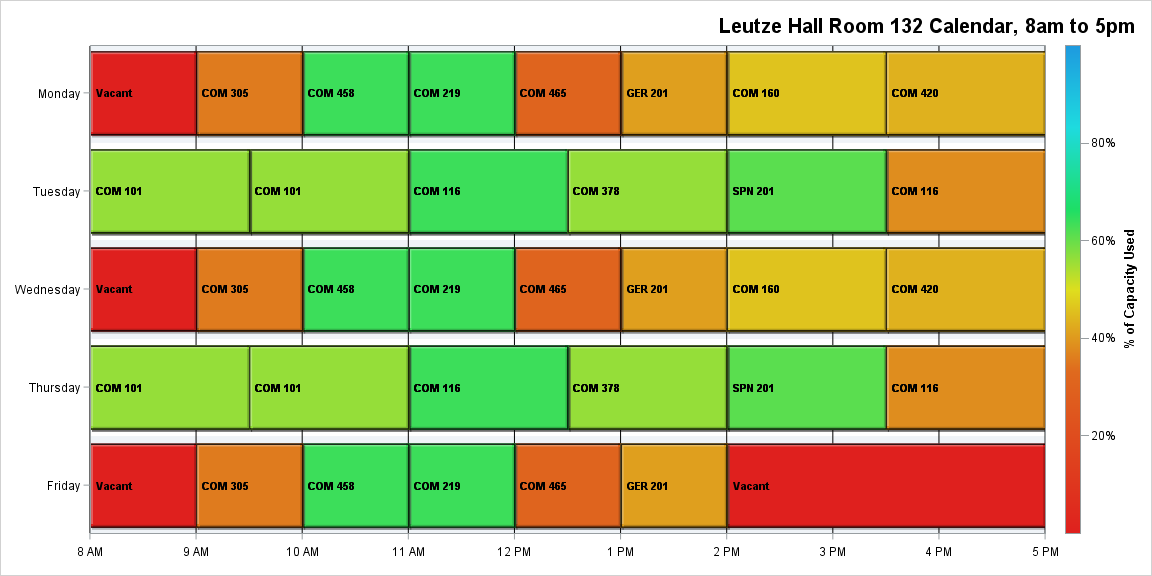 Leutze Hall Room 132 Calendar, 8am to 5pm
Monday
Vacant
COM 305
COM 458
COM 219
COM 465
GER 201
COM 160
COM 420
Tuesday
COM 101
COM 101
COM 116
COM 378
SPN 201
COM 116
Wednesday
Vacant
COM 305
COM 458
COM 219
COM 465
GER 201
COM 160
COM 420
Thursday
COM 101
COM 101
COM 116
COM 378
SPN 201
COM 116
Friday
Vacant
COM 305
COM 458
COM 219
COM 465
GER 201
Vacant
8 AM
9 AM
10 AM
11 AM
12 PM
1 PM
2 PM
3 PM
4 PM
5 PM
80%
60%
40%
20%
% of Capacity Used